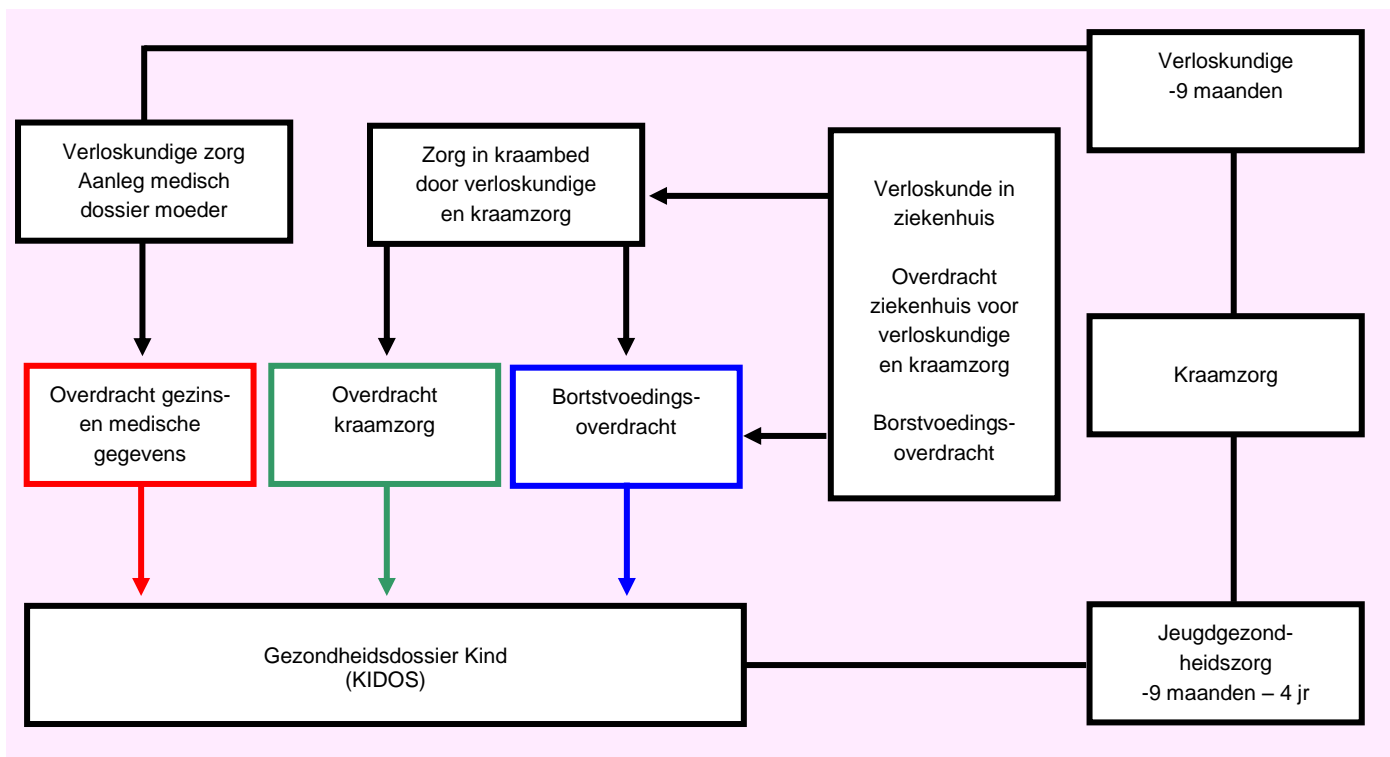 Verloskundige
-9 maanden
Verloskundige zorg
Aanleg medisch
dossier moeder
Zorg in kraambed
door verloskundige
en kraamzorg
Verloskunde in
ziekenhuis
Overdracht
ziekenhuis voor
verloskundige
en kraamzorg
Borstvoedings-
overdracht
Kraamzorg
Overdracht gezins-
en medische
gegevens
Overdracht
kraamzorg
Bortstvoedings-
overdracht
Gezondheidsdossier Kind
(KIDOS)
Jeugdgezond-
heidszorg
-9 maanden – 4 jr